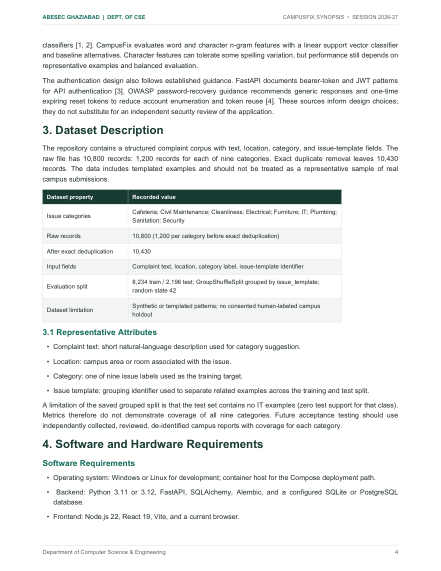 ABESEC GHAZIABAD | DEPT. OF CSE
CAMPUSFIX SYNOPSIS • SESSION 2026-27
classifiers [1, 2]. CampusFix evaluates word and character n-gram features with a linear support vector classifier
and baseline alternatives. Character features can tolerate some spelling variation, but performance still depends on
representative examples and balanced evaluation.
The authentication design also follows established guidance. FastAPI documents bearer-token and JWT patterns
for API authentication [3]. OWASP password-recovery guidance recommends generic responses and one-time
expiring reset tokens to reduce account enumeration and token reuse [4]. These sources inform design choices;
they do not substitute for an independent security review of the application.
3. Dataset Description
The repository contains a structured complaint corpus with text, location, category, and issue-template fields. The
raw file has 10,800 records: 1,200 records for each of nine categories. Exact duplicate removal leaves 10,430
records. The data includes templated examples and should not be treated as a representative sample of real
campus submissions.
Dataset property Recorded value
Issue categories Cafeteria; Civil Maintenance; Cleanliness; Electrical; Furniture; IT; Plumbing;
Sanitation; Security
Raw records 10,800 (1,200 per category before exact deduplication)
After exact deduplication 10,430
Input fields Complaint text, location, category label, issue-template identifier
Evaluation split 8,234 train / 2,196 test; GroupShuffleSplit grouped by issue_template;
random state 42
Dataset limitation Synthetic or templated patterns; no consented human-labeled campus
holdout
3.1 Representative Attributes
• Complaint text: short natural-language description used for category suggestion.
• Location: campus area or room associated with the issue.
• Category: one of nine issue labels used as the training target.
• Issue template: grouping identifier used to separate related examples across the training and test split.
A limitation of the saved grouped split is that the test set contains no IT examples (zero test support for that class).
Metrics therefore do not demonstrate coverage of all nine categories. Future acceptance testing should use
independently collected, reviewed, de-identified campus reports with coverage for each category.
4. Software and Hardware Requirements
Software Requirements
• Operating system: Windows or Linux for development; container host for the Compose deployment path.
• Backend: Python 3.11 or 3.12, FastAPI, SQLAlchemy, Alembic, and a configured SQLite or PostgreSQL
database.
• Frontend: Node.js 22, React 19, Vite, and a current browser.
Department of Computer Science & Engineering
4